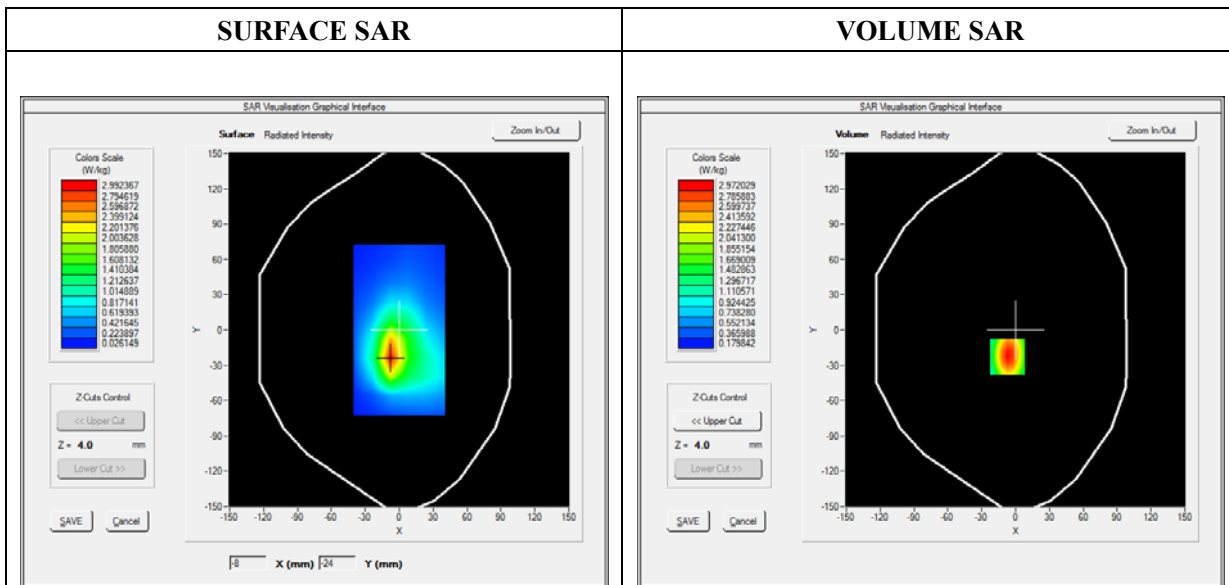 SURFACE SAR
VOLUME SAR
SAR Visualisation Graphical Interface
Surface Radiated Intensity
Zoom In/Out
Colors Scale
(W/kg)
2.992367
2.794619
2.596872
2.399124
2.201376
2.003628
1.805880
1.608132
1.410384
1.212637
1.014889
0.817141
0.619393
0.421645
0.223897
0.026149
Z-Cuts Control
<< Upper Cut
Z = 4.0 mm
Lower Cut >>
SAVE Cancel
150
120
90
60
30
0
-30
-60
-90
-120
-150
Y
-150 -120 -90 -60 -30 0 30 60 90 120 150
X
-8 X (mm) -24 Y (mm)
SAR Visualisation Graphical Interface
Volume Radiated Intensity
Zoom In/Out
Colors Scale
(W/kg)
2.972029
2.785883
2.599737
2.413592
2.227446
2.041300
1.855154
1.669009
1.482863
1.296717
1.110571
0.924425
0.738280
0.552134
0.365988
0.179842
Z-Cuts Control
<< Upper Cut
Z = 4.0 mm
Lower Cut >>
SAVE Cancel
150
120
90
60
30
0
-30
-60
-90
-120
-150
Y
-150 -120 -90 -60 -30 0 30 60 90 120 150
X